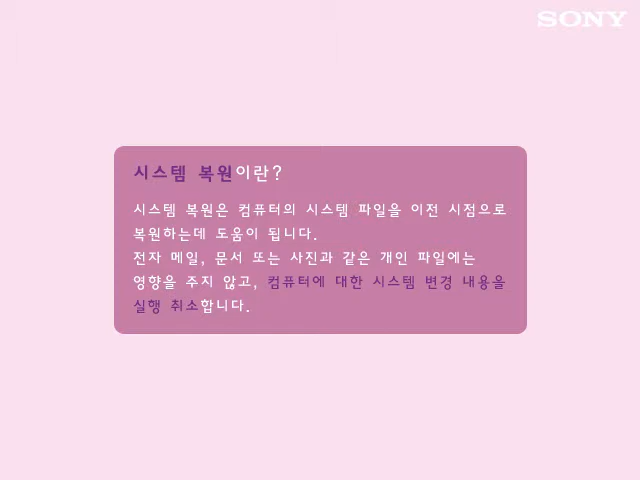 SONY
시스템 복원이란?
시스템 복원은 컴퓨터의 시스템 파일을 이전 시점으로
복원하는데 도움이 됩니다.
전자 메일, 문서 또는 사진과 같은 개인 파일에는
영향을 주지 않고, 컴퓨터에 대한 시스템 변경 내용을
실행 취소합니다.